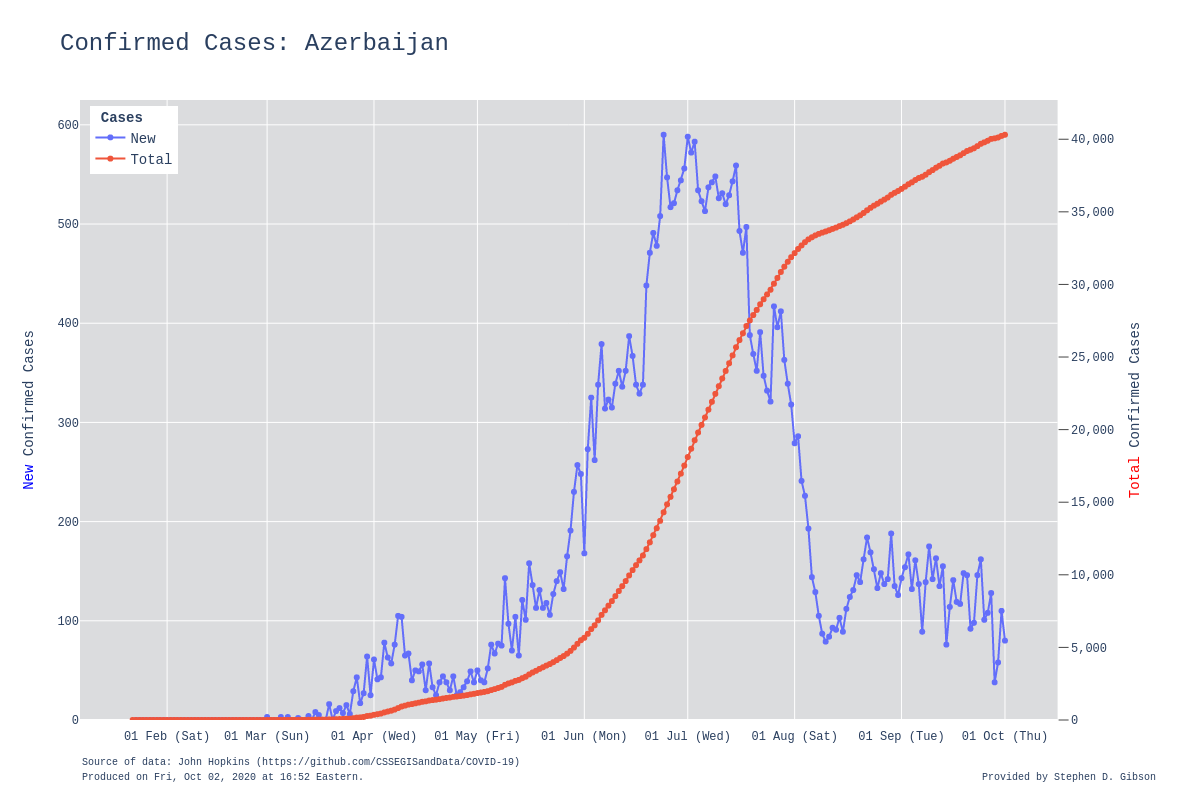 Confirmed Cases: Azerbaijan
Cases
New
Total
600
500
400
300
200
100
0
New Confirmed Cases
40,000
35,000
30,000
25,000
20,000
15,000
10,000
5,000
0
Total Confirmed Cases
01 Feb (Sat) 01 Mar (Sun) 01 Apr (Wed) 01 May (Fri) 01 Jun (Mon) 01 Jul (Wed) 01 Aug (Sat) 01 Sep (Tue) 01 Oct (Thu)
Source of data: John Hopkins (https://github.com/CSSEGISandData/COVID-19)
Produced on Fri, Oct 02, 2020 at 16:52 Eastern.
Provided by Stephen D. Gibson